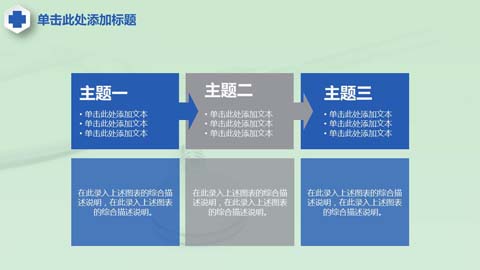 单击此处添加标题
主题一
• 单击此处添加文本
• 单击此处添加文本
• 单击此处添加文本
主题二
• 单击此处添加文本
• 单击此处添加文本
• 单击此处添加文本
主题三
• 单击此处添加文本
• 单击此处添加文本
• 单击此处添加文本
在此录入上述图表的综合描
述说明，在此录入上述图表
的综合描述说明。
在此录入上述图表的综合描
述说明，在此录入上述图表
的综合描述说明。
在此录入上述图表的综合描
述说明，在此录入上述图表
的综合描述说明。